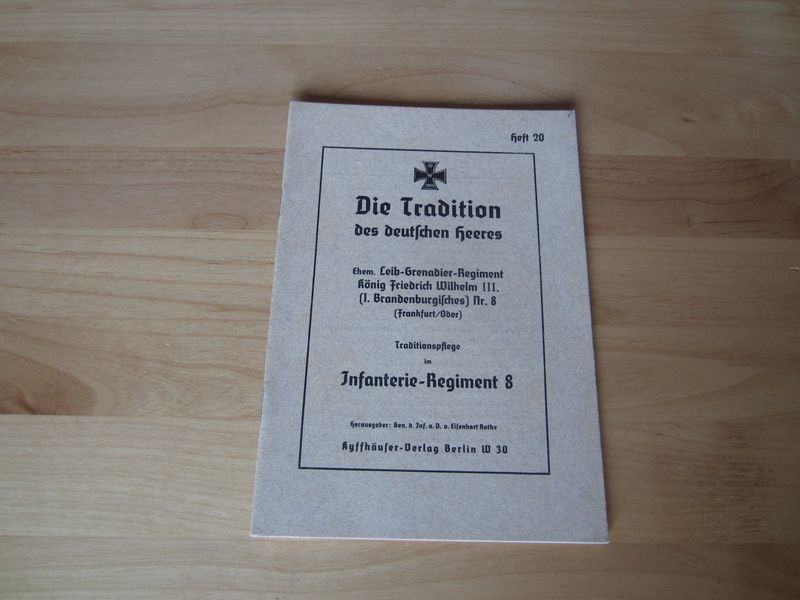 Heft 20
Die Tradition
des deutſchen Heeres
Ehem. Leib-Grenadier-Regiment
König Friedrich Wilhelm III.
(1. Brandenburgiſches) Nr. 8
(Frankfurt/Oder)
Traditionspflege
im
Infanterie-Regiment 8
Herausgeber: Gen. d. Inf. a. D. v. Eiſenhart Rothe
Kyffhäuſer-Verlag Berlin W 30